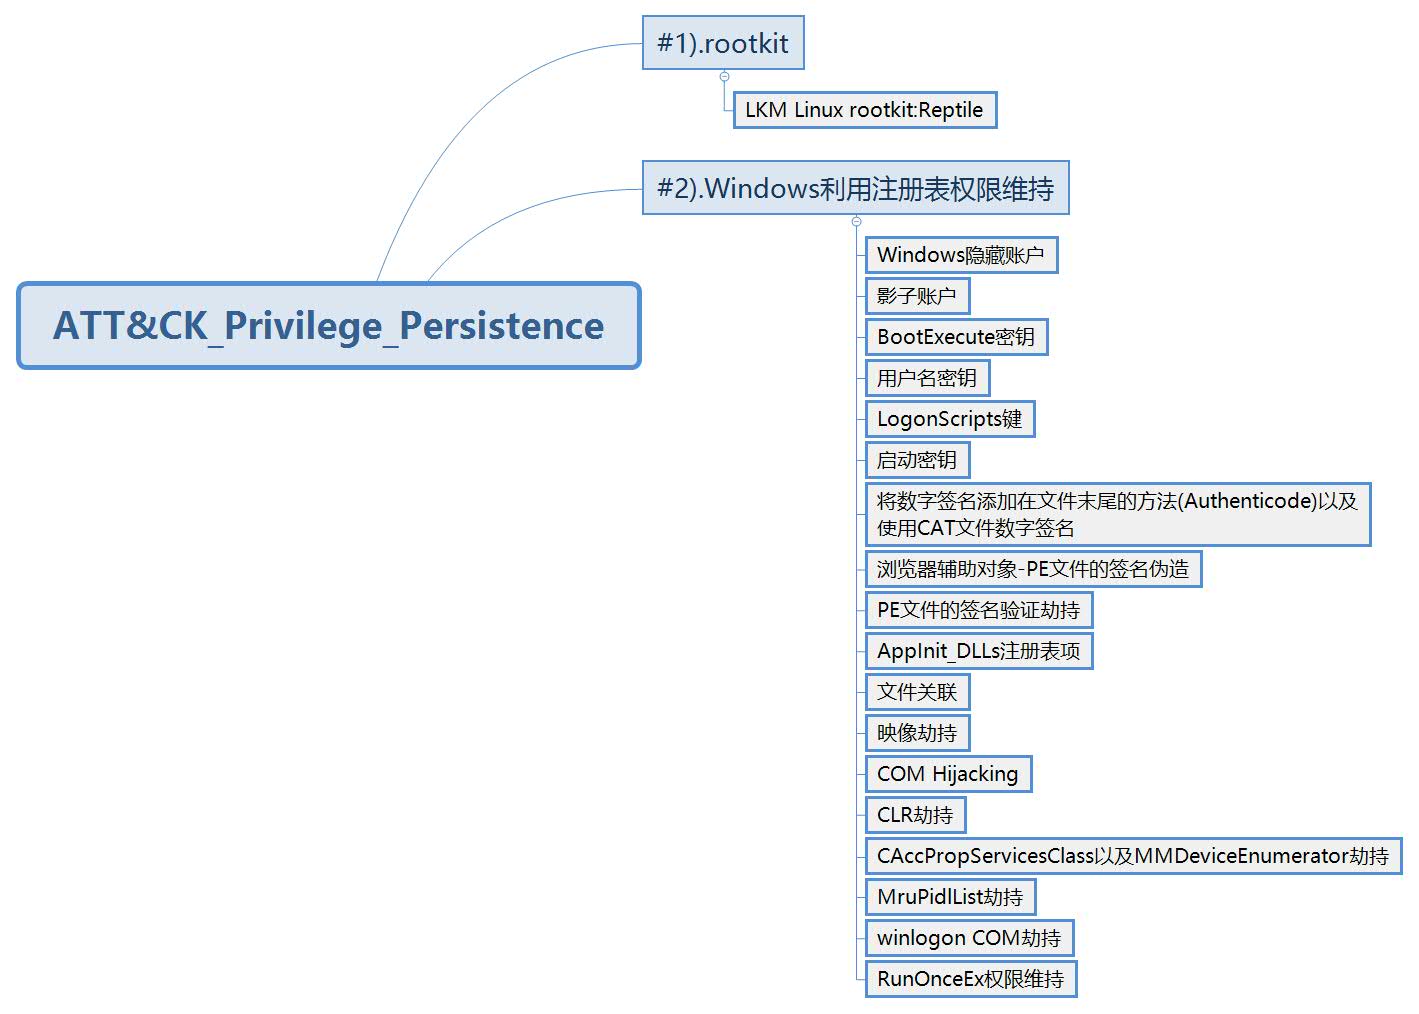 #1).rootkit
LKM Linux rootkit:Reptile
#2).Windows利用注册表权限维持
Windows隐藏账户
影子账户
BootExecute密钥
用户名密钥
LogonScripts键
启动密钥
将数字签名添加在文件末尾的方法(Authenticode)以及
使用CAT文件数字签名
浏览器辅助对象-PE文件的签名伪造
PE文件的签名验证劫持
AppInit_DLLs注册表项
文件关联
映像劫持
COM Hijacking
CLR劫持
CAccPropServicesClass以及MMDeviceEnumerator劫持
MruPidlList劫持
winlogon COM劫持
RunOnceEx权限维持
ATT&CK_Privilege_Persistence